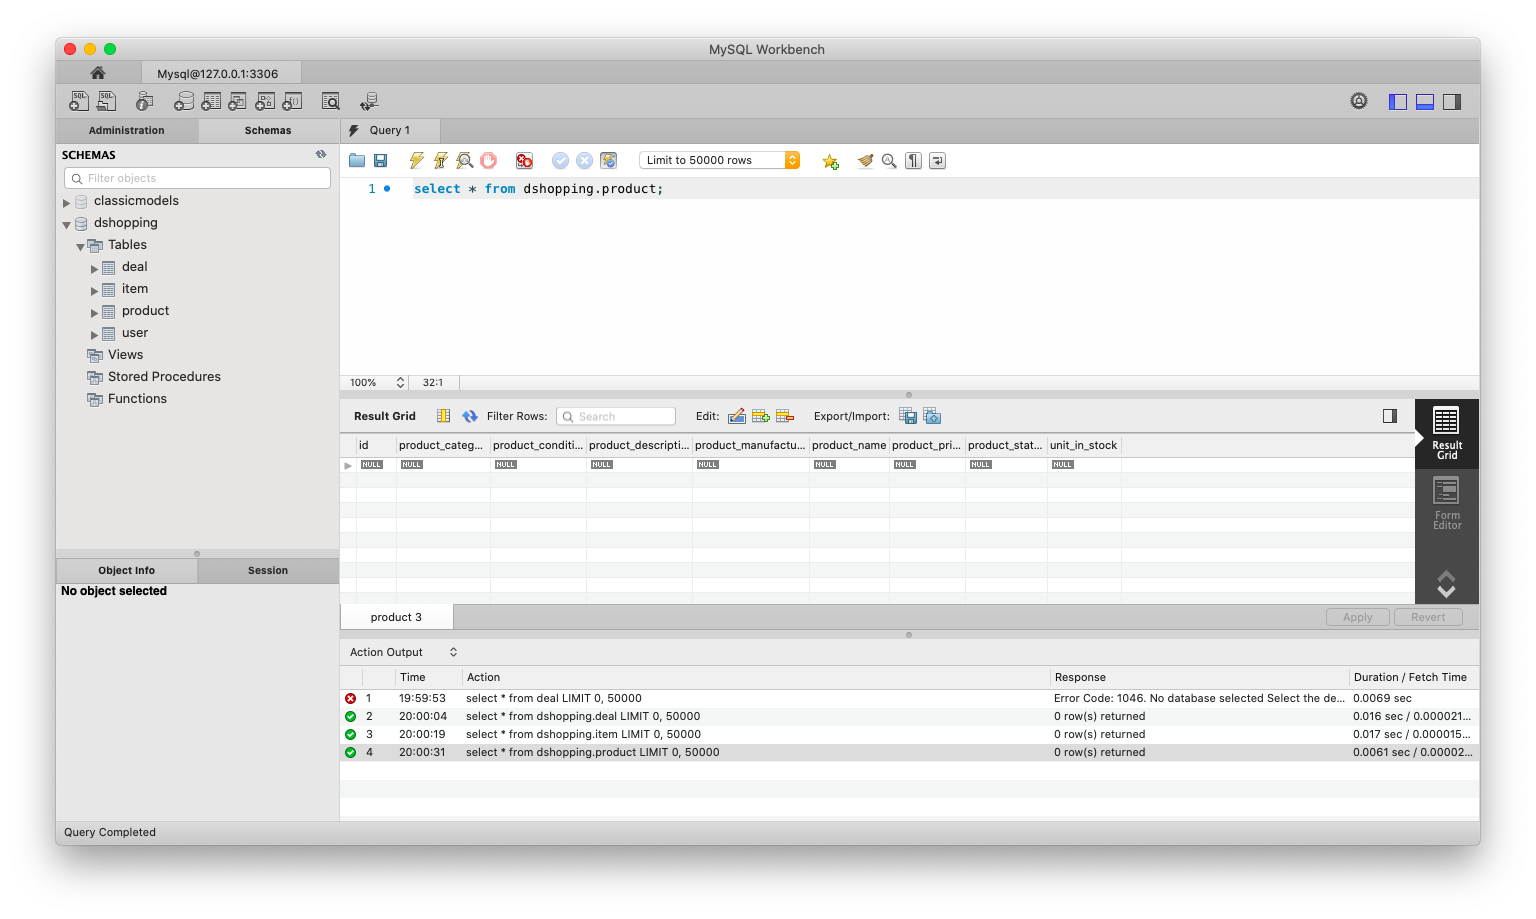 MySQL Workbench
Mysql@127.0.0.1:3306
Administration Schemas
Query 1
SCHEMAS
Filter objects
Limit to 50000 rows
1 select * from dshopping.product;
classicmodels
dshopping
Tables
deal
item
product
user
Views
Stored Procedures
Functions
100% 32:1
Result Grid Filter Rows: Search Edit: Export/Import:
id product_categ... product_conditi... product_descripti... product_manufactu... product_name product_pri... product_stat... unit_in_stock
NULL NULL NULL NULL NULL NULL NULL NULL NULL
Result
Grid
Form
Editor
Object Info Session
No object selected
product 3 Apply Revert
Action Output
Time Action Response Duration / Fetch Time
1 19:59:53 select * from deal LIMIT 0, 50000 Error Code: 1046. No database selected Select the de... 0.0069 sec
2 20:00:04 select * from dshopping.deal LIMIT 0, 50000 0 row(s) returned 0.016 sec / 0.000021...
3 20:00:19 select * from dshopping.item LIMIT 0, 50000 0 row(s) returned 0.017 sec / 0.000015...
4 20:00:31 select * from dshopping.product LIMIT 0, 50000 0 row(s) returned 0.0061 sec / 0.00002...
Query Completed